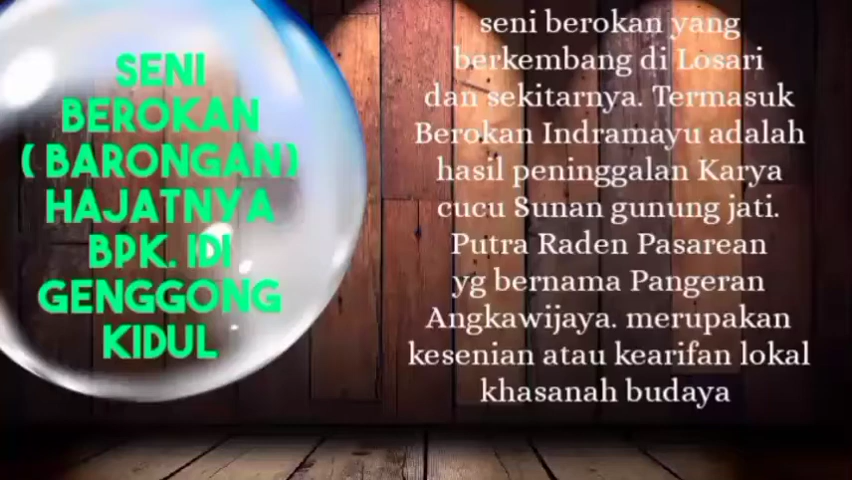 SENI
BEROKAN
( BARONGAN)
HAJATNYA
BPK. IDI
GENGGONG
KIDUL
seni berokan yang
berkembang di Losari
dan sekitarnya. Termasuk
Berokan Indramayu adalah
hasil peninggalan Karya
cucu Sunan gunung jati.
Putra Raden Pasarean
yg bernama Pangeran
Angkawijaya. merupakan
kesenian atau kearifan lokal
khasanah budaya